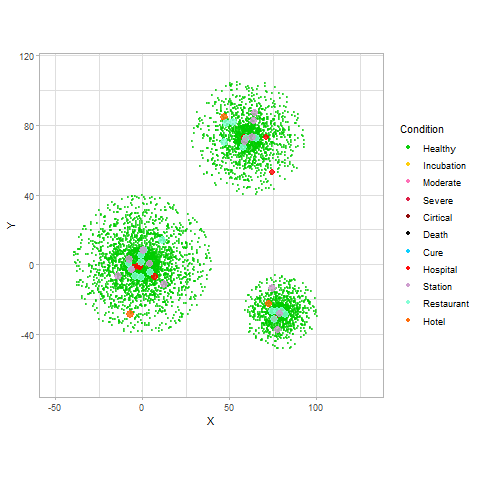 120
80
40
0
-40
Y
-50
0
50
100
X
Condition
Healthy
Incubation
Moderate
Severe
Cirtical
Death
Cure
Hospital
Station
Restaurant
Hotel